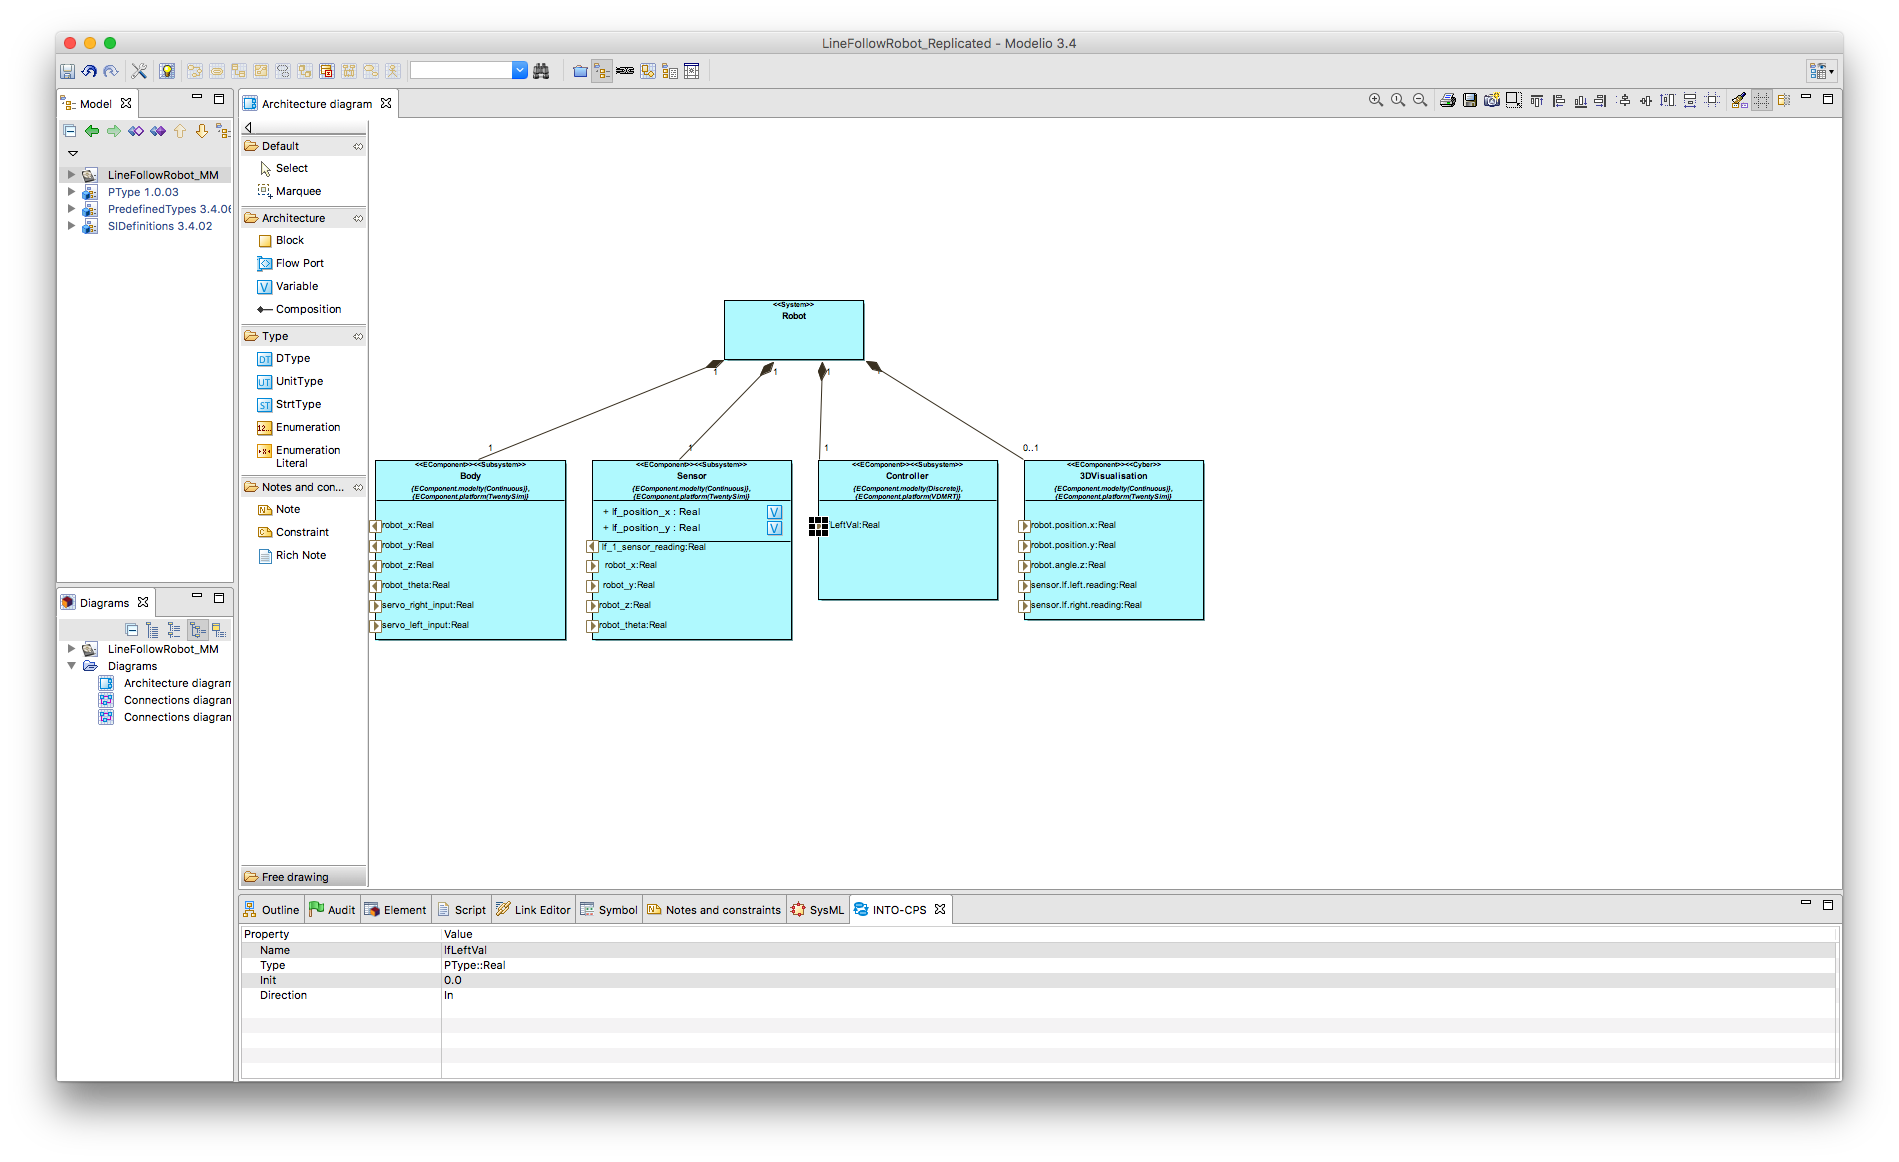 LineFollowRobot_Replicated - Modelio 3.4
Model
LineFollowRobot_MM
PType 1.0.03
PredefinedTypes 3.4.06
SIDefinitions 3.4.02
Diagrams
LineFollowRobot_MM
Diagrams
Architecture diagram
Connections diagran
Connections diagran
Architecture diagram
Default
Select
Marquee
Architecture
Block
Flow Port
V Variable
Composition
Type
DT DType
UT UnitType
ST StrtType
12... Enumeration
Enumeration
Literal
Notes and con...
Note
Constraint
Rich Note
Free drawing
<<System>>
Robot
1
1
1
1
1
1
1
0..1
<<EComponent>><<Subsystem>>
Body
{EComponent.modelty(Continuous)},
{EComponent.platform(TwentySim)}
robot_x:Real
robot_y:Real
robot_z:Real
robot_theta:Real
servo_right_input:Real
servo_left_input:Real
<<EComponent>><<Subsystem>>
Sensor
{EComponent.modelty(Continuous)},
{EComponent.platform(TwentySim)}
+ lf_position_x : Real V
+ lf_position_y : Real V
lf_1_sensor_reading:Real
robot_x:Real
robot_y:Real
robot_z:Real
robot_theta:Real
<<EComponent>><<Subsystem>>
Controller
{EComponent.modelty(Discrete)},
{EComponent.platform(VDMRT)}
LeftVal:Real
<<EComponent>><<Cyber>>
3DVisualisation
{EComponent.modelty(Continuous)},
{EComponent.platform(TwentySim)}
robot.position.x:Real
robot.position.y:Real
robot.angle.z:Real
sensor.lf.left.reading:Real
sensor.lf.right.reading:Real
Outline Audit Element Script Link Editor Symbol Notes and constraints SysML INTO-CPS
Property Value
Name lfLeftVal
Type PType::Real
Init 0.0
Direction In